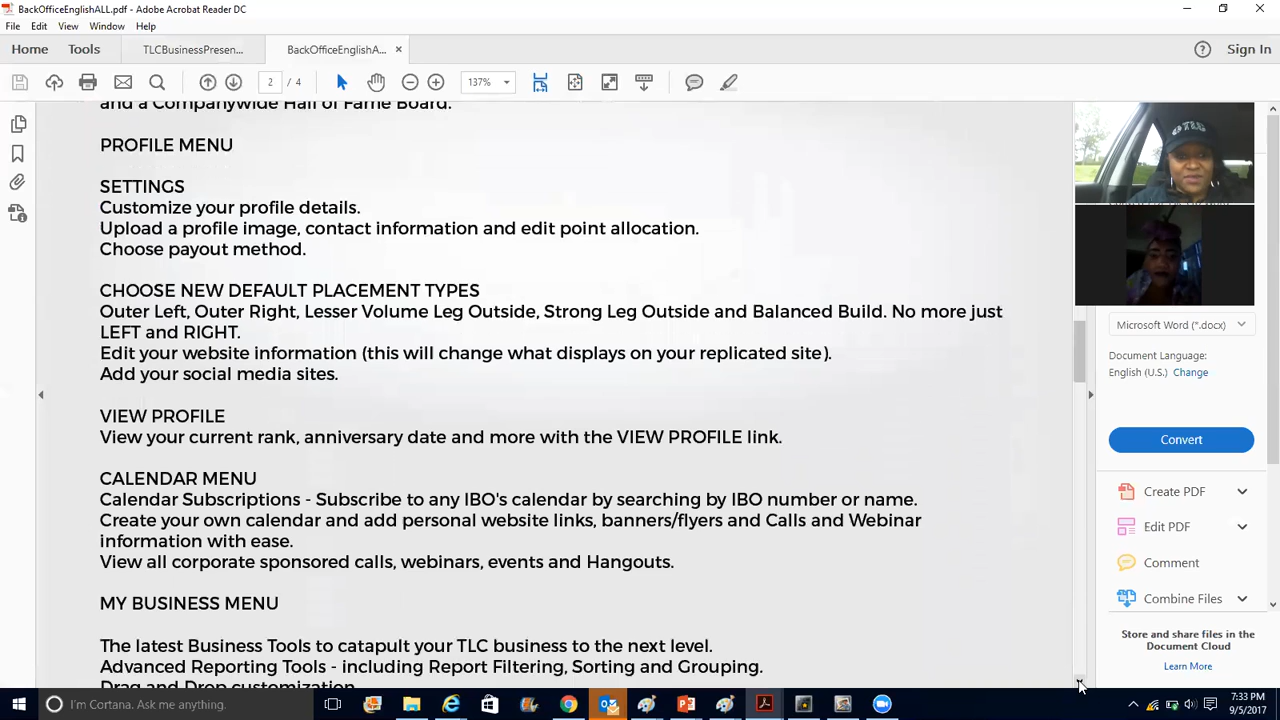 BackOfficeEnglishALL.pdf - Adobe Acrobat Reader DC
File Edit View Window Help
Home Tools TLCBusinessPresen... BackOfficeEnglishA... × Sign In
2 / 4 137%
and a Companywide Hall of Fame Board.
PROFILE MENU
SETTINGS
Customize your profile details.
Upload a profile image, contact information and edit point allocation.
Choose payout method.
CHOOSE NEW DEFAULT PLACEMENT TYPES
Outer Left, Outer Right, Lesser Volume Leg Outside, Strong Leg Outside and Balanced Build. No more just
LEFT and RIGHT.
Edit your website information (this will change what displays on your replicated site).
Add your social media sites.
VIEW PROFILE
View your current rank, anniversary date and more with the VIEW PROFILE link.
CALENDAR MENU
Calendar Subscriptions - Subscribe to any IBO's calendar by searching by IBO number or name.
Create your own calendar and add personal website links, banners/flyers and Calls and Webinar
information with ease.
View all corporate sponsored calls, webinars, events and Hangouts.
MY BUSINESS MENU
The latest Business Tools to catapult your TLC business to the next level.
Advanced Reporting Tools - including Report Filtering, Sorting and Grouping.
Drag and Drop customization
Microsoft Word (*.docx)
Document Language:
English (U.S.) Change
Convert
Create PDF
Edit PDF
Comment
Combine Files
Store and share files in the
Document Cloud
Learn More
I'm Cortana. Ask me anything.
7:33 PM
9/5/2017